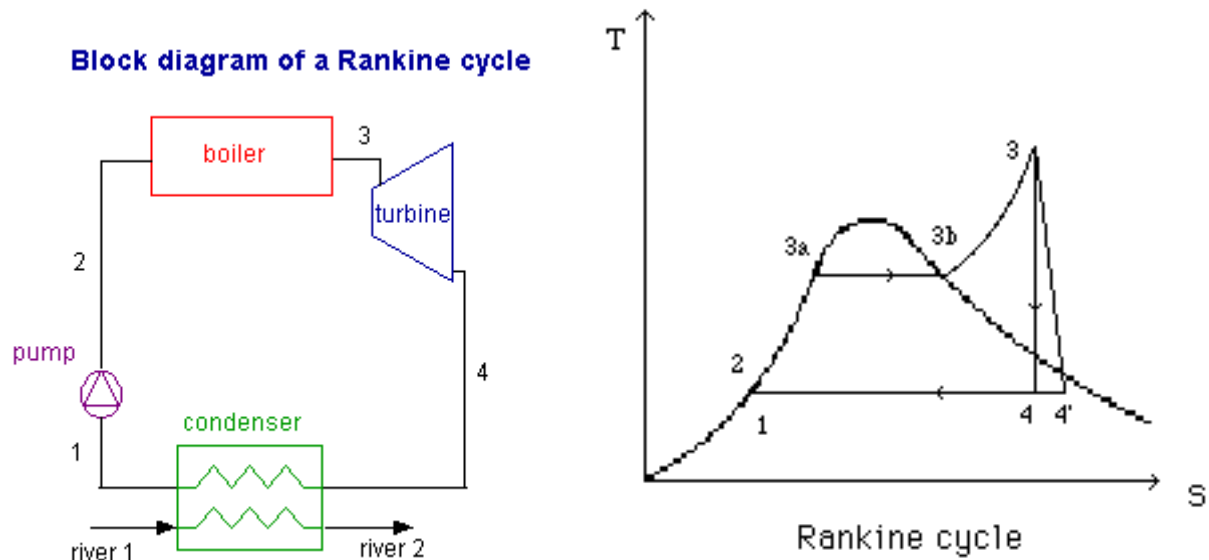 Block diagram of a Rankine cycle
boiler
3
turbine
2
pump
4
1
condenser
river 1
river 2
T
3
3a
3b
2
1
4
4'
S
Rankine cycle